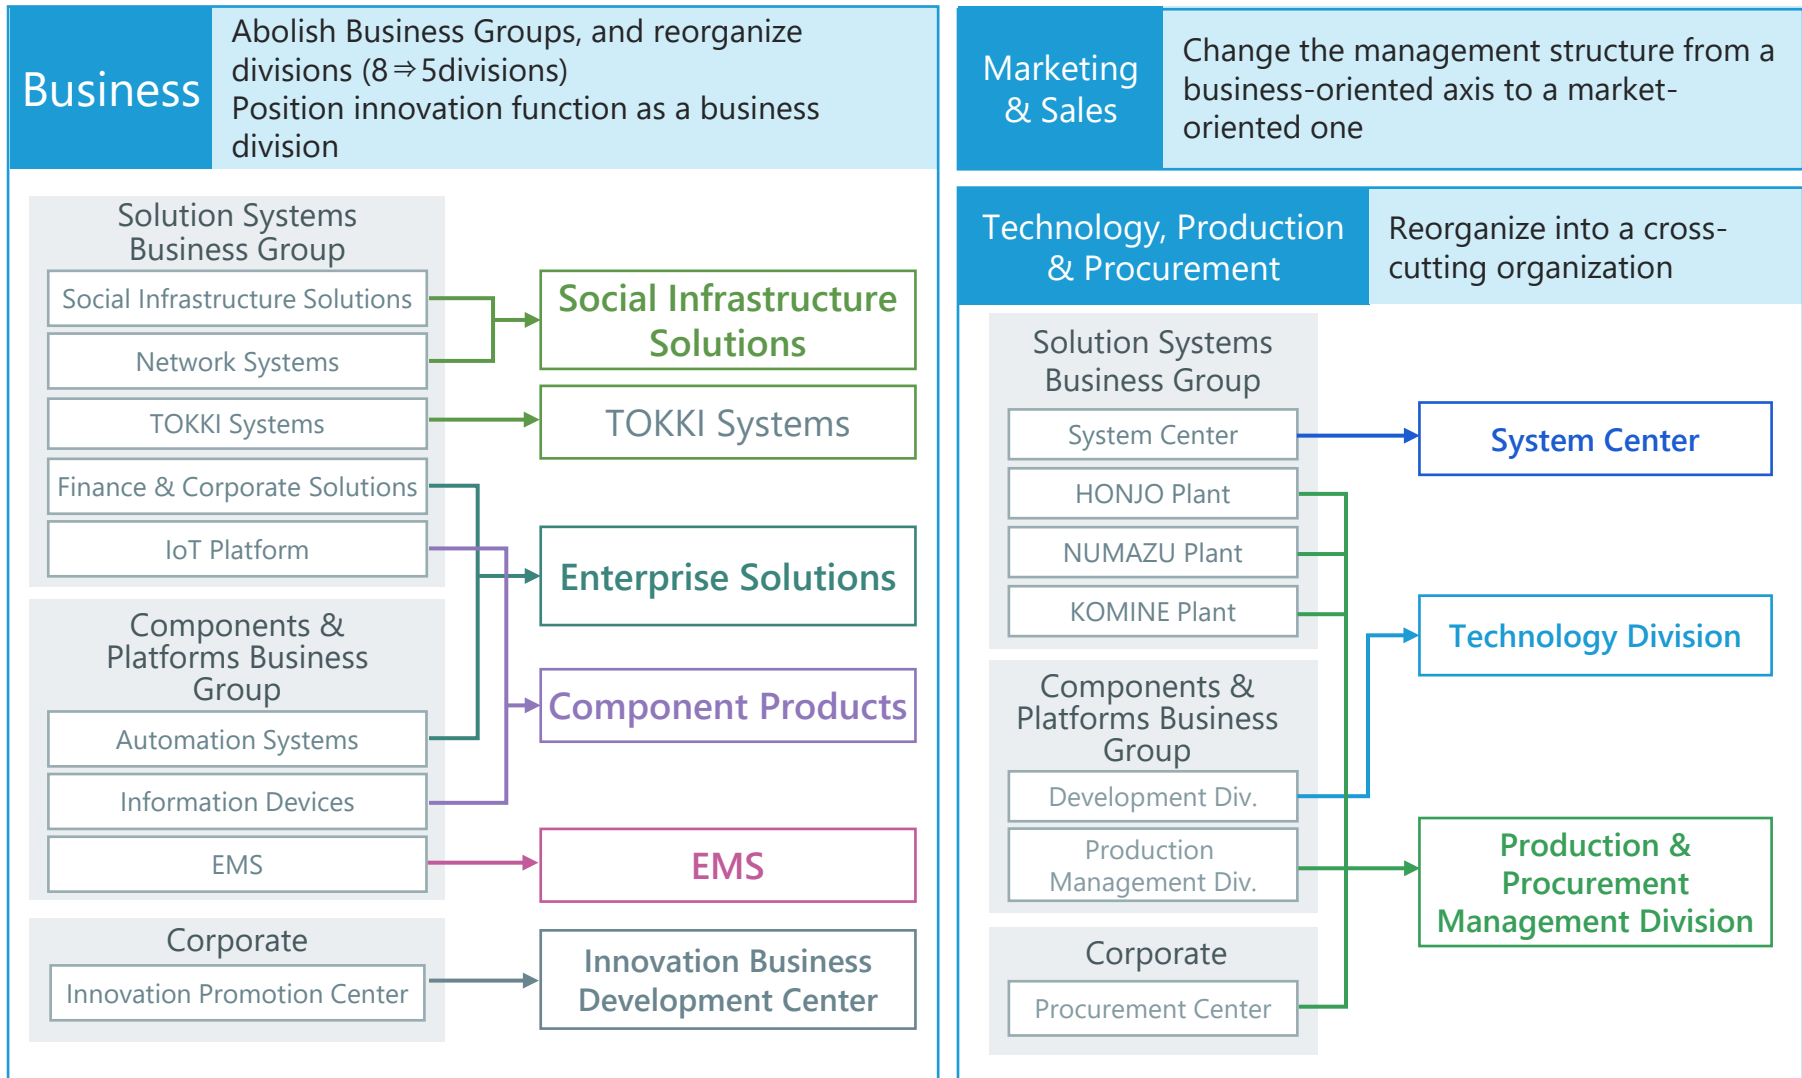 Business
Abolish Business Groups, and reorganize
divisions (8⇒5divisions)
Position innovation function as a business
division
Solution Systems
Business Group
Social Infrastructure Solutions
Network Systems
TOKKI Systems
Finance & Corporate Solutions
IoT Platform
Components &
Platforms Business
Group
Automation Systems
Information Devices
EMS
Corporate
Innovation Promotion Center
Social Infrastructure
Solutions
TOKKI Systems
Enterprise Solutions
Component Products
EMS
Innovation Business
Development Center
Marketing
& Sales
Change the management structure from a
business-oriented axis to a market-
oriented one
Technology, Production
& Procurement
Reorganize into a cross-
cutting organization
Solution Systems
Business Group
System Center
HONJO Plant
NUMAZU Plant
KOMINE Plant
Components &
Platforms Business
Group
Development Div.
Production
Management Div.
Corporate
Procurement Center
System Center
Technology Division
Production &
Procurement
Management Division